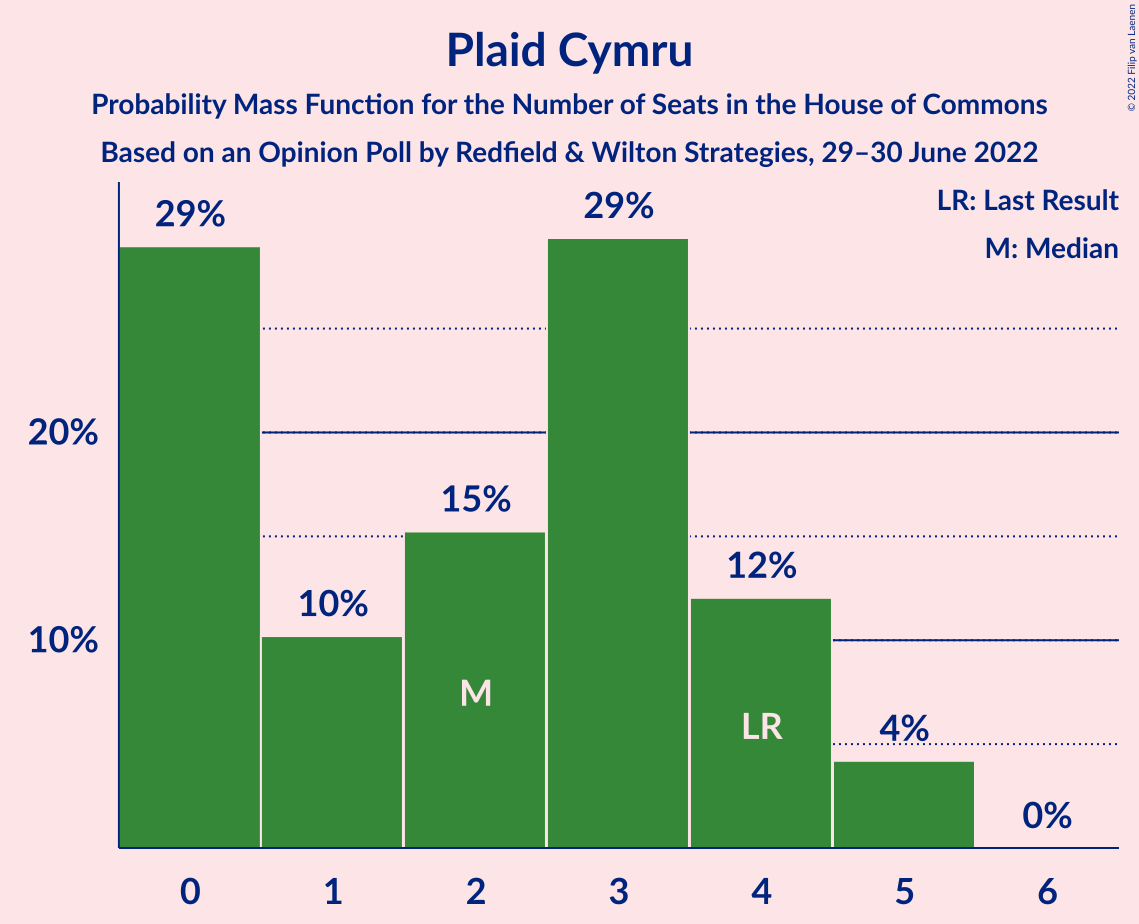 Plaid Cymru
Probability Mass Function for the Number of Seats in the House of Commons
Based on an Opinion Poll by Redfield & Wilton Strategies, 29–30 June 2022
© 2022 Filip van Laenen
LR: Last Result
M: Median
29%
10%
15%
29%
12%
4%
0%
20%
10%
M
LR
0
1
2
3
4
5
6